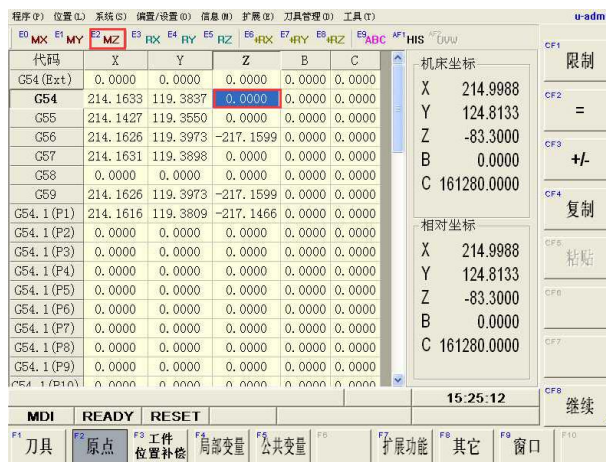 程序(P) 位置(L) 系统(S) 偏置/设置(O) 信息(M) 扩展(E) 刀具管理(D) 工具(T) u-adm
E0 MX E1 MY E2 MZ E3 RX E4 RY E5 RZ E6 +RX E7 +RY E8 +RZ E9 ABC AF1 HIS AF2 UVW
代码 X Y Z B C
G54(Ext) 0.0000 0.0000 0.0000 0.0000 0.0000
G54 214.1633 119.3837 0.0000 0.0000 0.0000
G55 214.1427 119.3550 0.0000 0.0000 0.0000
G56 214.1626 119.3973 -217.1599 0.0000 0.0000
G57 214.1631 119.3898 0.0000 0.0000 0.0000
G58 0.0000 0.0000 0.0000 0.0000 0.0000
G59 214.1626 119.3973 -217.1599 0.0000 0.0000
G54.1(P1) 214.1616 119.3809 -217.1466 0.0000 0.0000
G54.1(P2) 0.0000 0.0000 0.0000 0.0000 0.0000
G54.1(P3) 0.0000 0.0000 0.0000 0.0000 0.0000
G54.1(P4) 0.0000 0.0000 0.0000 0.0000 0.0000
G54.1(P5) 0.0000 0.0000 0.0000 0.0000 0.0000
G54.1(P6) 0.0000 0.0000 0.0000 0.0000 0.0000
G54.1(P7) 0.0000 0.0000 0.0000 0.0000 0.0000
G54.1(P8) 0.0000 0.0000 0.0000 0.0000 0.0000
G54.1(P9) 0.0000 0.0000 0.0000 0.0000 0.0000
G54.1(P10) 0.0000 0.0000 0.0000 0.0000 0.0000
机床坐标
X 214.9988
Y 124.8133
Z -83.3000
B 0.0000
C 161280.0000
相对坐标
X 214.9988
Y 124.8133
Z -83.3000
B 0.0000
C 161280.0000
CF1 限制
CF2 =
CF3 +/-
CF4 复制
CF5 粘贴
CF6
CF7
CF8 继续
15:25:12
MDI READY RESET
F1 刀具 F2 原点 F3 工件位置补偿 F4 局部变量 F5 公共变量 F6 F7 扩展功能 F8 其它 F9 窗口 F10